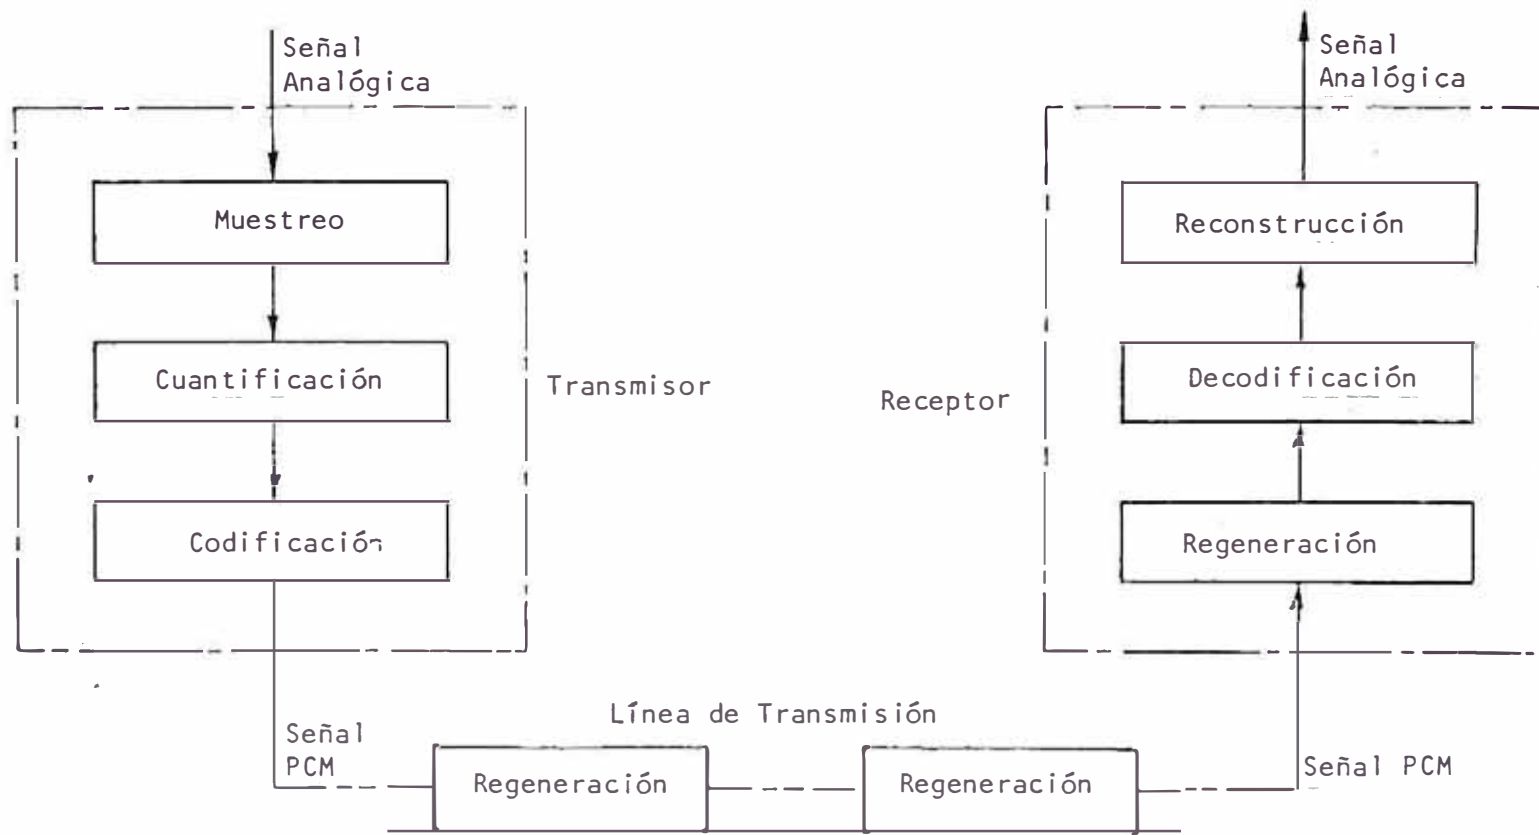 Señal
Analógica
Muestreo
Cuantificación
Codificación
Transmisor
Señal
PCM
Línea de Transmisión
Regeneración
Regeneración
Señal PCM
Receptor
Regeneración
Decodificación
Reconstrucción
Señal
Analógica